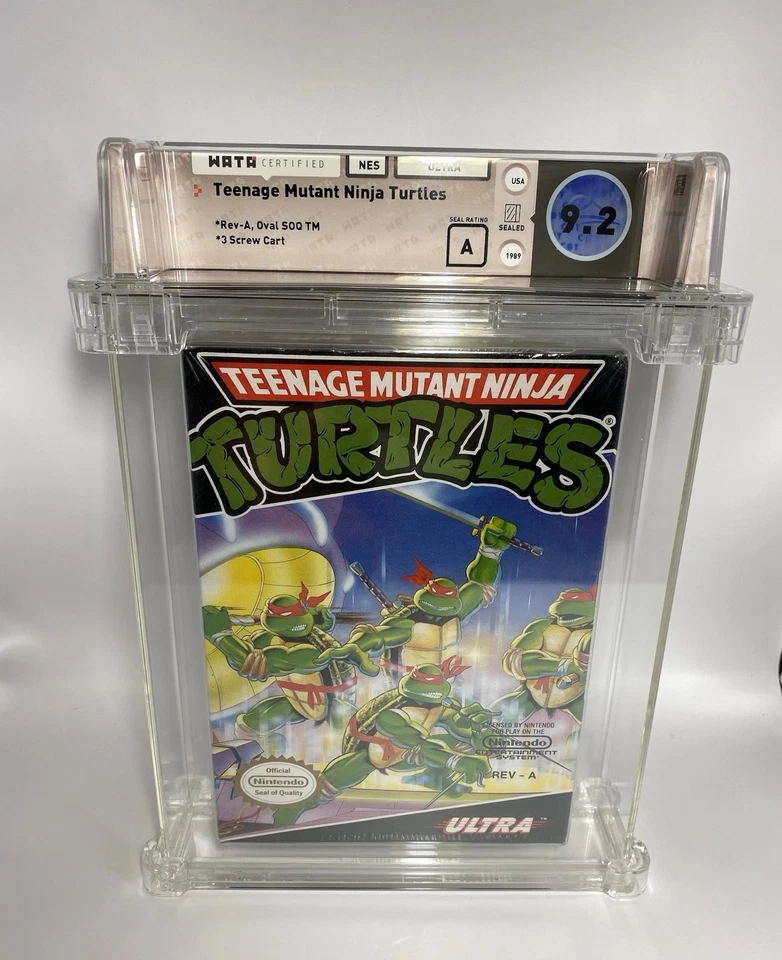 WATA CERTIFIED
NES
ULTRA
Teenage Mutant Ninja Turtles
*Rev-A, Oval SOQ TM
*3 Screw Cart
SEAL RATING
A
USA
SEALED
1989
9.2
TEENAGE MUTANT NINJA
TURTLES®
LICENSED BY NINTENDO
FOR PLAY ON THE
Nintendo
ENTERTAINMENT
SYSTEM
REV - A
Official
Nintendo
Seal of Quality
ULTRA™